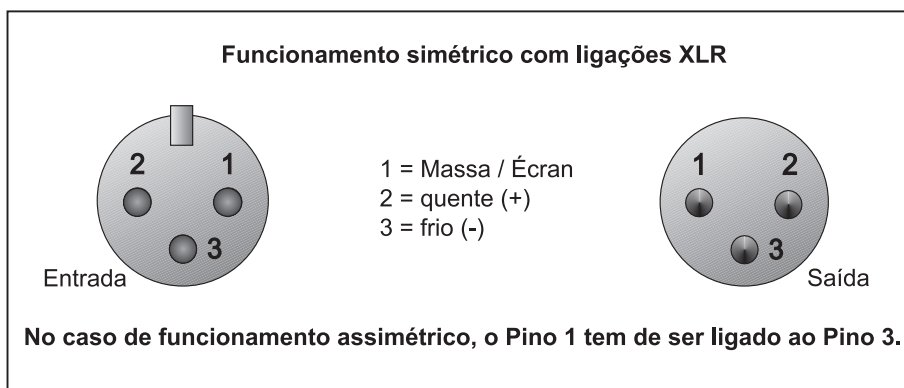 Funcionamento simétrico com ligações XLR
2 1
3
Entrada
1 = Massa / Écran
2 = quente (+)
3 = frio (-)
1 2
3
Saída
No caso de funcionamento assimétrico, o Pino 1 tem de ser ligado ao Pino 3.